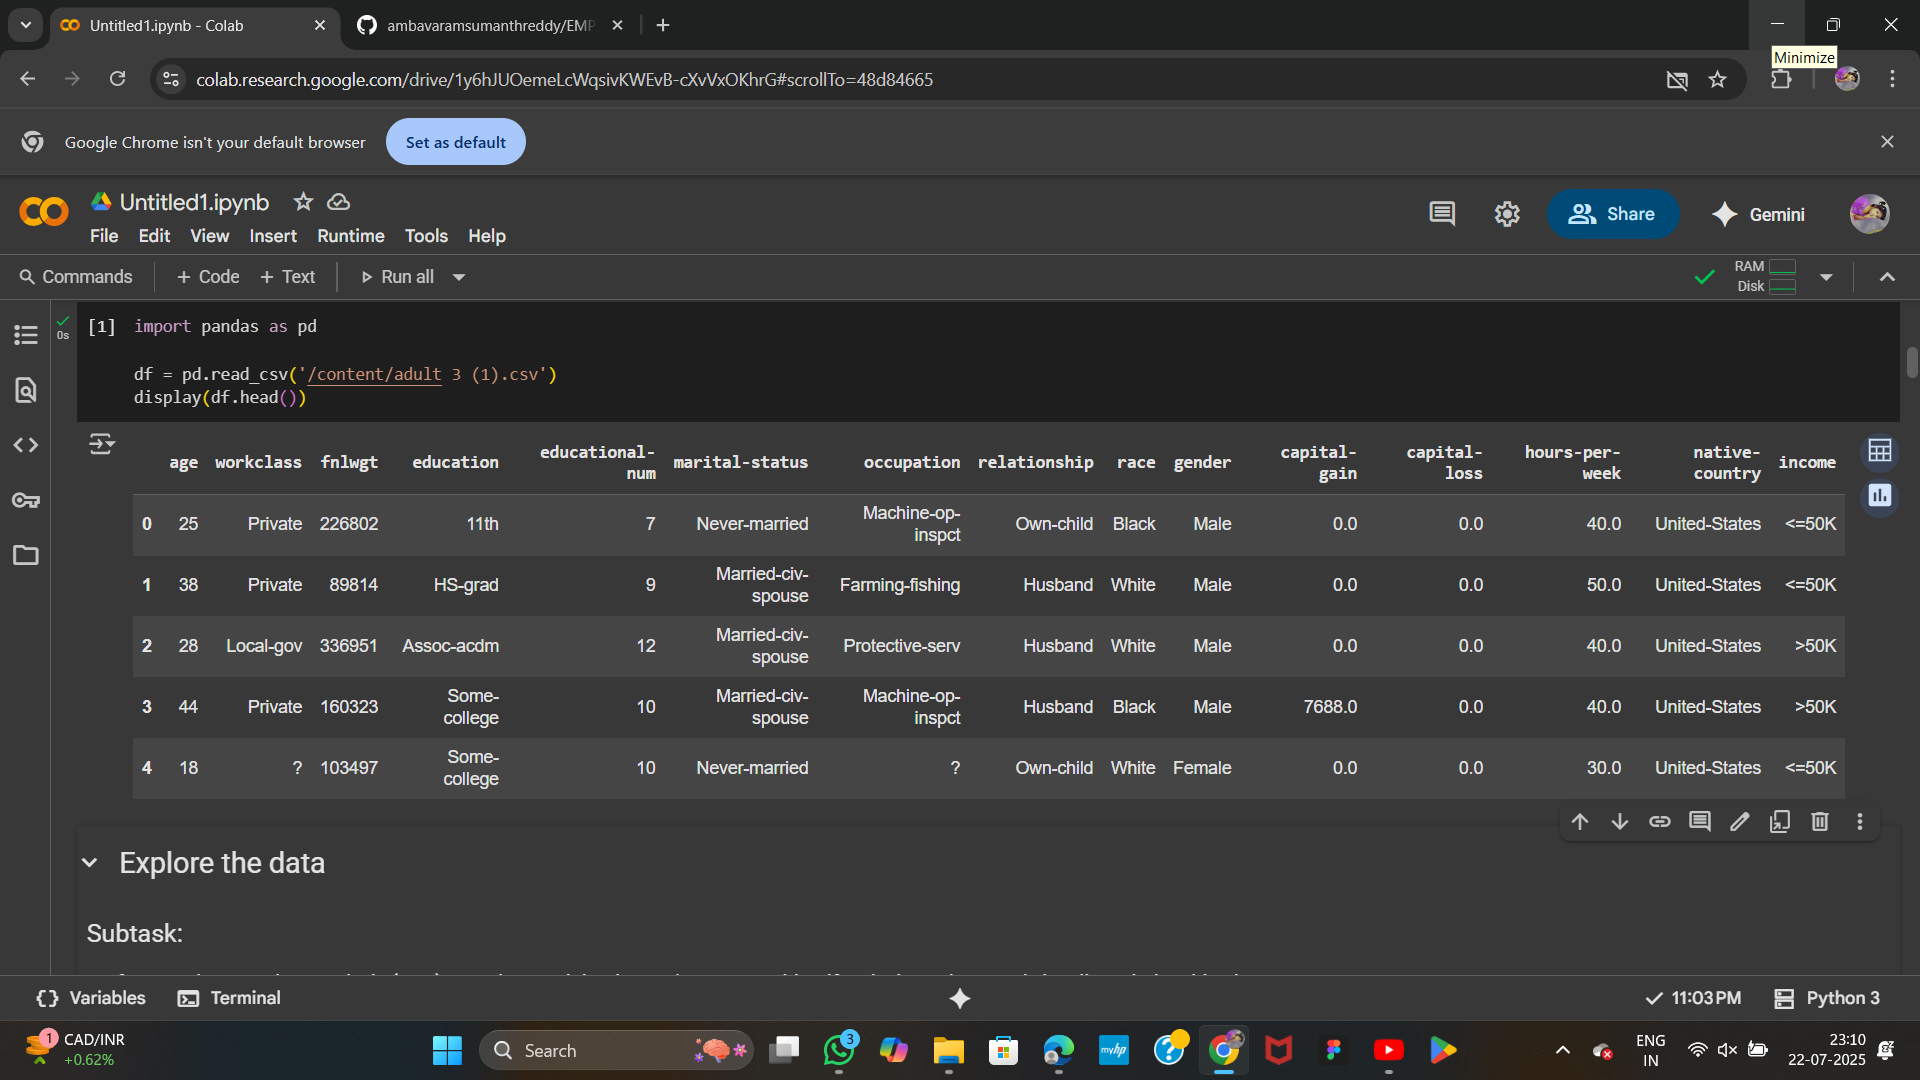 Untitled1.ipynb - Colab
ambavaramsumanthreddy/EMP
Minimize
colab.research.google.com/drive/1y6hJUOemeLcWqsivKWEvB-cXvVxOKhrG#scrollTo=48d84665
Google Chrome isn't your default browser
Set as default
Untitled1.ipynb
File Edit View Insert Runtime Tools Help
Share
Gemini
Commands + Code + Text Run all
RAM
Disk
0s
[1] import pandas as pd
df = pd.read_csv('/content/adult 3 (1).csv')
display(df.head())
age workclass fnlwgt education educational-num marital-status occupation relationship race gender capital-gain capital-loss hours-per-week native-country income
0 25 Private 226802 11th 7 Never-married Machine-op-inspct Own-child Black Male 0.0 0.0 40.0 United-States <=50K
1 38 Private 89814 HS-grad 9 Married-civ-spouse Farming-fishing Husband White Male 0.0 0.0 50.0 United-States <=50K
2 28 Local-gov 336951 Assoc-acdm 12 Married-civ-spouse Protective-serv Husband White Male 0.0 0.0 40.0 United-States >50K
3 44 Private 160323 Some-college 10 Married-civ-spouse Machine-op-inspct Husband Black Male 7688.0 0.0 40.0 United-States >50K
4 18 ? 103497 Some-college 10 Never-married ? Own-child White Female 0.0 0.0 30.0 United-States <=50K
Explore the data
Subtask:
Variables
Terminal
11:03 PM
Python 3
1
CAD/INR
+0.62%
Search
3
myhp
ENG
IN
23:10
22-07-2025